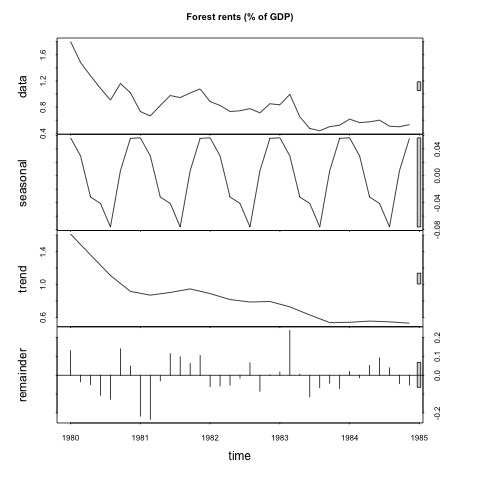 Forest rents (% of GDP)
data
0.4 0.8 1.2 1.6
seasonal
-0.08 -0.04 0.00 0.04
trend
0.6 1.0 1.4
remainder
-0.2 0.0 0.1 0.2
1980 1981 1982 1983 1984 1985
time